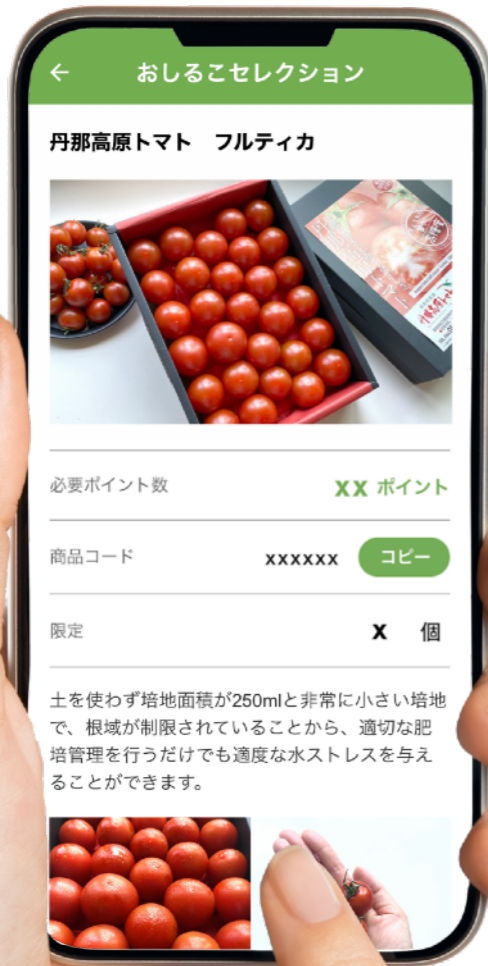 おしるこセレクション
丹那高原トマト　フルティカ
必要ポイント数
XX ポイント
商品コード
xxxxxx
コピー
限定
X 個
土を使わず培地面積が250mlと非常に小さい培地
で、根域が制限されていることから、適切な肥
培管理を行うだけでも適度な水ストレスを与え
ることができます。